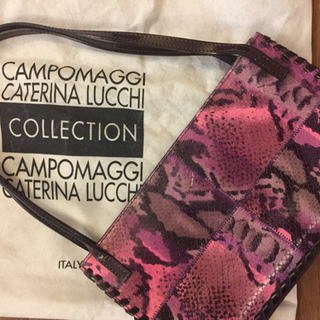 CAMPOMAGGI
CATERINA LUCCHI
COLLECTION
CAMPOMAGGI
CATERINA LUCCHI
ITALY